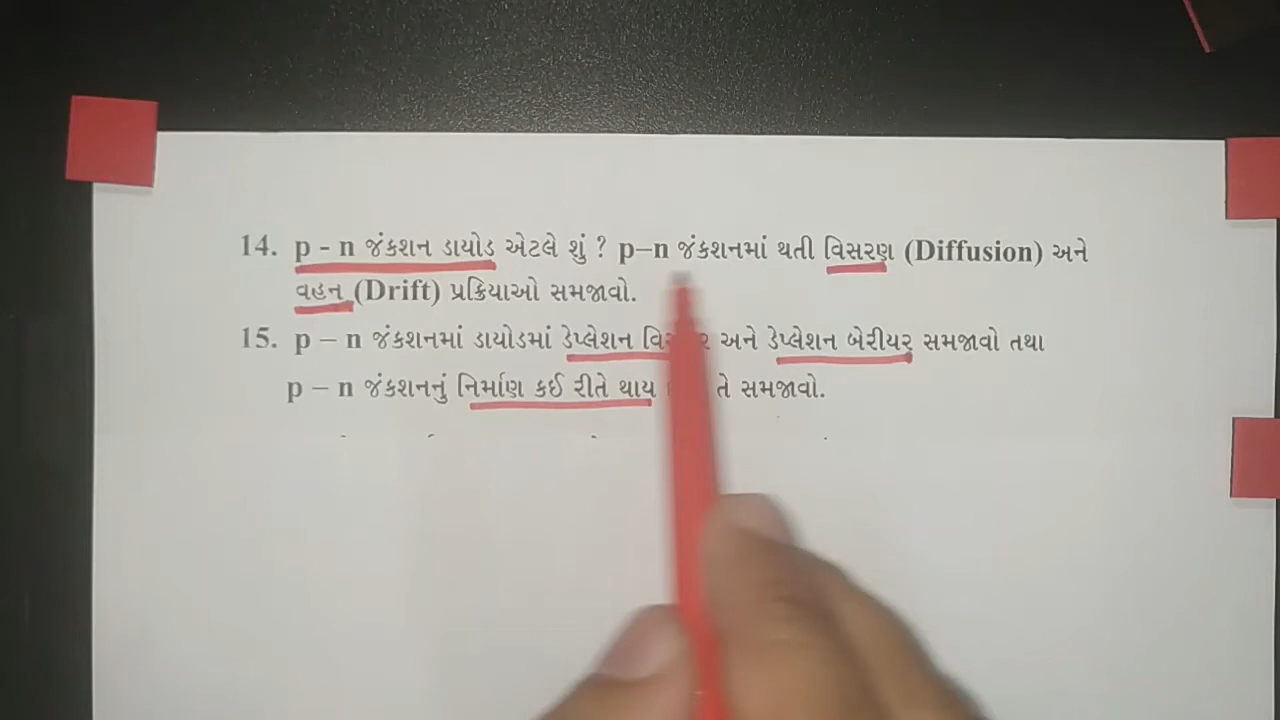 14. p - n જંકશન ડાયોડ એટલે શું ? p–n જંકશનમાં થતી વિસરણ (Diffusion) અને
વહન (Drift) પ્રક્રિયાઓ સમજાવો.
15. p – n જંકશનમાં ડાયોડમાં ડેપ્લેશન અને ડેપ્લેશન બેરીયર સમજાવો તથા
p – n જંકશનનું નિર્માણ કઈ રીતે થાય તે સમજાવો.